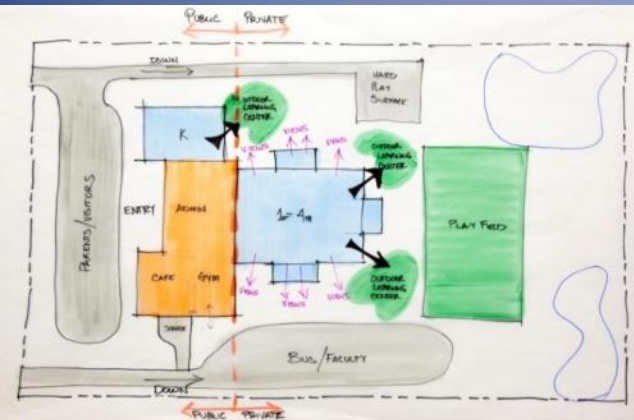 PUBLIC PRIVATE
DOWN
HARD
PLAY
SURFACE
OUTDOOR
LEARNING
CENTER
K
VIEWS
VIEWS
VIEWS
OUTDOOR
LEARNING
CENTER
PARENTS/VISITORS
ENTRY
ADMIN
1st - 4TH
PLAY FIELD
CAFE
GYM
VIEWS
VIEWS
VIEWS
OUTDOOR
LEARNING
CENTER
BUS/FACULTY
DOWN
PUBLIC PRIVATE